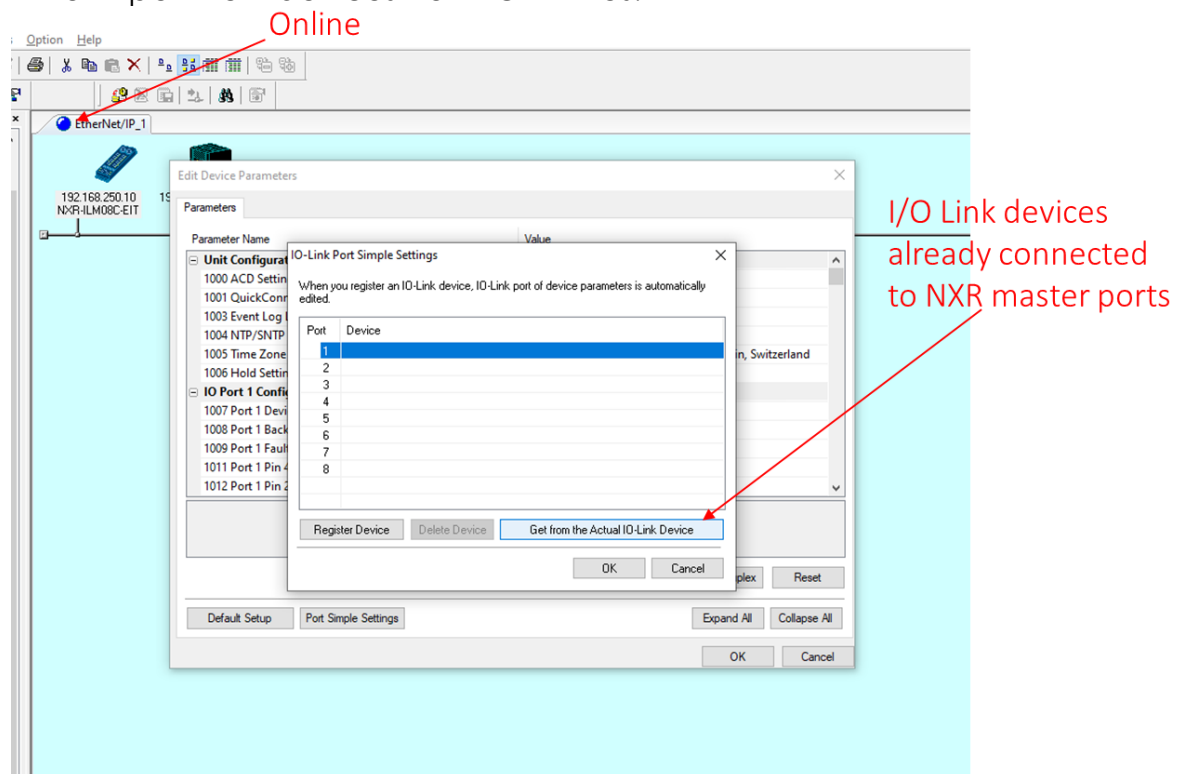 Online
Option Help
EtherNet/IP_1
192.168.250.10
NXR-ILM08C-EIT
Edit Device Parameters
Parameters
Parameter Name Value
Unit Configurat
1000 ACD Settin
1001 QuickConn
1003 Event Log
1004 NTP/SNTP
1005 Time Zone in, Switzerland
1006 Hold Settin
IO Port 1 Config
1007 Port 1 Devi
1008 Port 1 Back
1009 Port 1 Fault
1011 Port 1 Pin 4
1012 Port 1 Pin 2
IO-Link Port Simple Settings
When you register an IO-Link device, IO-Link port of device parameters is automatically
edited.
Port Device
1
2
3
4
5
6
7
8
Register Device Delete Device Get from the Actual IO-Link Device
OK Cancel
plex Reset
Default Setup Port Simple Settings Expand All Collapse All
OK Cancel
I/O Link devices
already connected
to NXR master ports